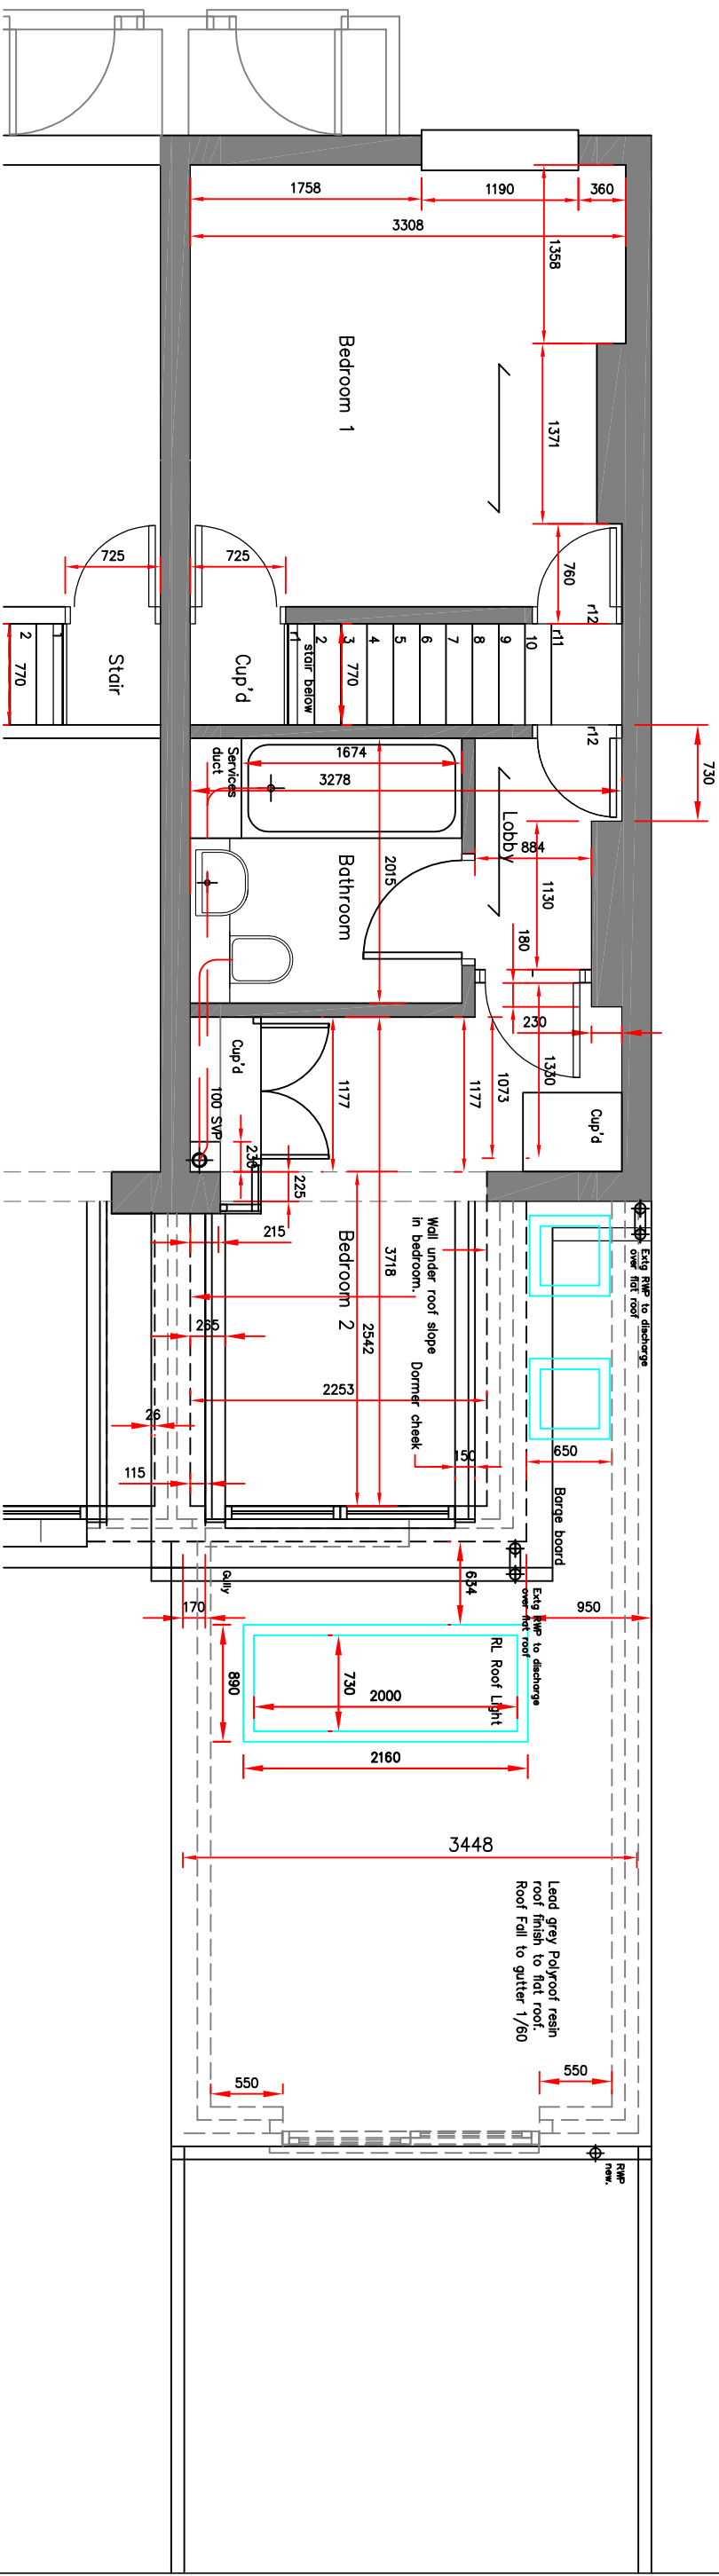 1758
1190
360
3308
1358
Bedroom 1
1371
725
725
760
r12
r11
10
9
8
7
6
5
4
3
2
r1
stair below
770
Cup'd
Stair
1
2
770
r12
730
1674
3278
Services
duct
Lobby
884
Bathroom
2015
1130
180
230
1330
1073
1177
1177
Cup'd
Cup'd
100 SVP
230
225
215
Bedroom 2
3718
2542
Wall under roof slope
in bedroom.
Dormer cheek
265
2253
26
115
150
Extg RWP to discharge
over flat roof
650
Barge board
950
634
Gully
170
Extg RWP to discharge
over flat roof
RL Roof Light
890
730
2000
2160
3448
Lead grey Polyroof resin
roof finish to flat roof.
Roof Fall to gutter 1/60
550
550
RWP
new.